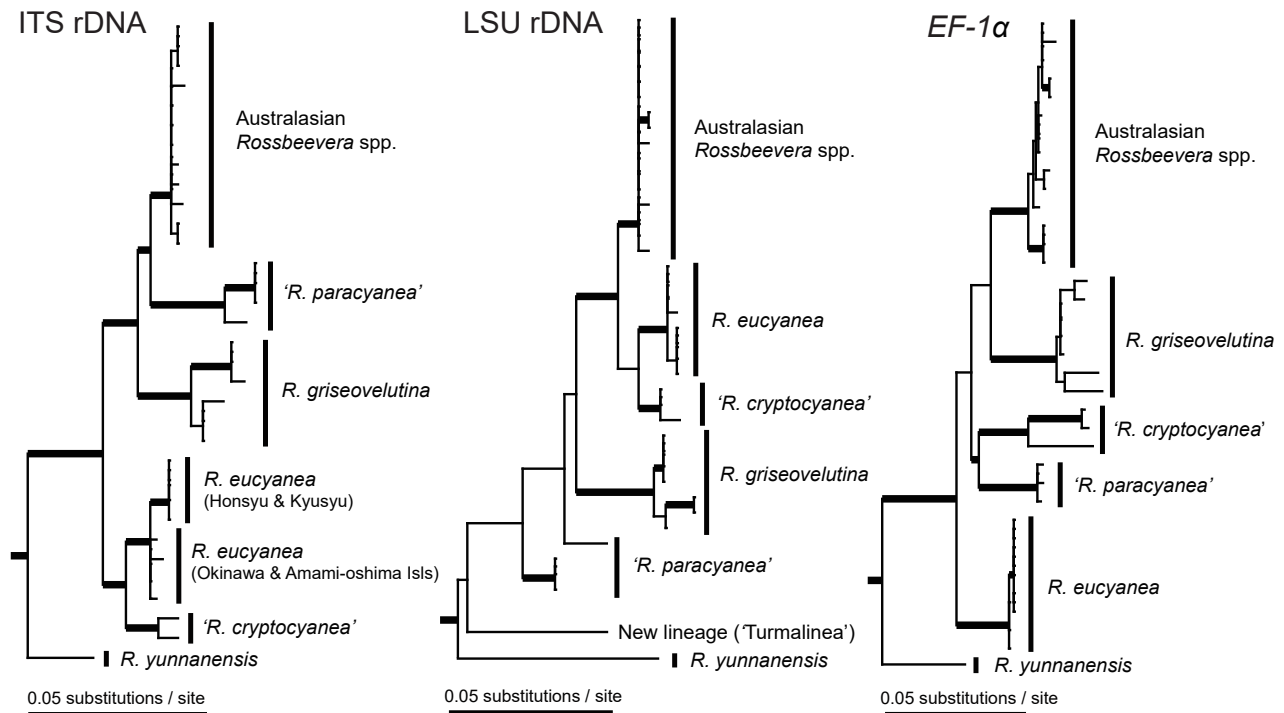 ITS rDNA
Australasian
Rossbeevera spp.
‘R. paracyanea’
R. griseovelutina
R. eucyanea
(Honsyu & Kyusyu)
R. eucyanea
(Okinawa & Amami-oshima Isls)
‘R. cryptocyanea’
R. yunnanensis
0.05 substitutions / site
LSU rDNA
Australasian
Rossbeevera spp.
R. eucyanea
‘R. cryptocyanea’
R. griseovelutina
‘R. paracyanea’
New lineage (‘Turmalinea’)
R. yunnanensis
0.05 substitutions / site
EF-1α
Australasian
Rossbeevera spp.
R. griseovelutina
‘R. cryptocyanea’
‘R. paracyanea’
R. eucyanea
R. yunnanensis
0.05 substitutions / site